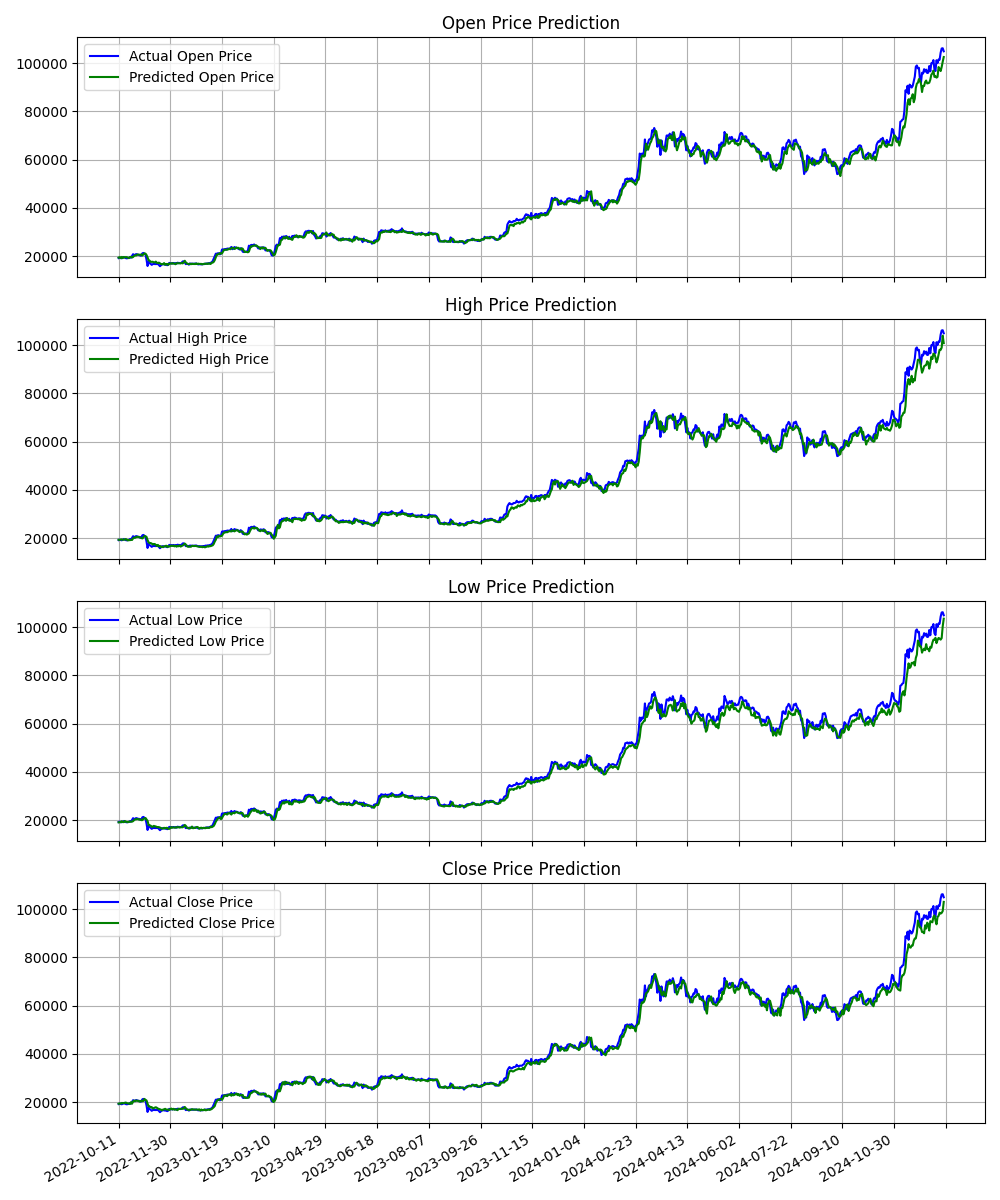 Open Price Prediction
Actual Open Price
Predicted Open Price
100000
80000
60000
40000
20000
High Price Prediction
Actual High Price
Predicted High Price
100000
80000
60000
40000
20000
Low Price Prediction
Actual Low Price
Predicted Low Price
100000
80000
60000
40000
20000
Close Price Prediction
Actual Close Price
Predicted Close Price
100000
80000
60000
40000
20000
2022-10-11 2022-11-30 2023-01-19 2023-03-10 2023-04-29 2023-06-18 2023-08-07 2023-09-26 2023-11-15 2024-01-04 2024-02-23 2024-04-13 2024-06-02 2024-07-22 2024-09-10 2024-10-30